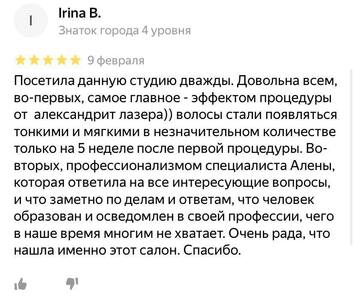 I
Irina B.
Знаток города 4 уровня
9 февраля
Посетила данную студию дважды. Довольна всем,
во-первых, самое главное - эффектом процедуры
от александрит лазера)) волосы стали появляться
тонкими и мягкими в незначительном количестве
только на 5 неделе после первой процедуры. Во-
вторых, профессионализмом специалиста Алены,
которая ответила на все интересующие вопросы,
и что заметно по делам и ответам, что человек
образован и осведомлен в своей профессии, чего
в наше время многим не хватает. Очень рада, что
нашла именно этот салон. Спасибо.